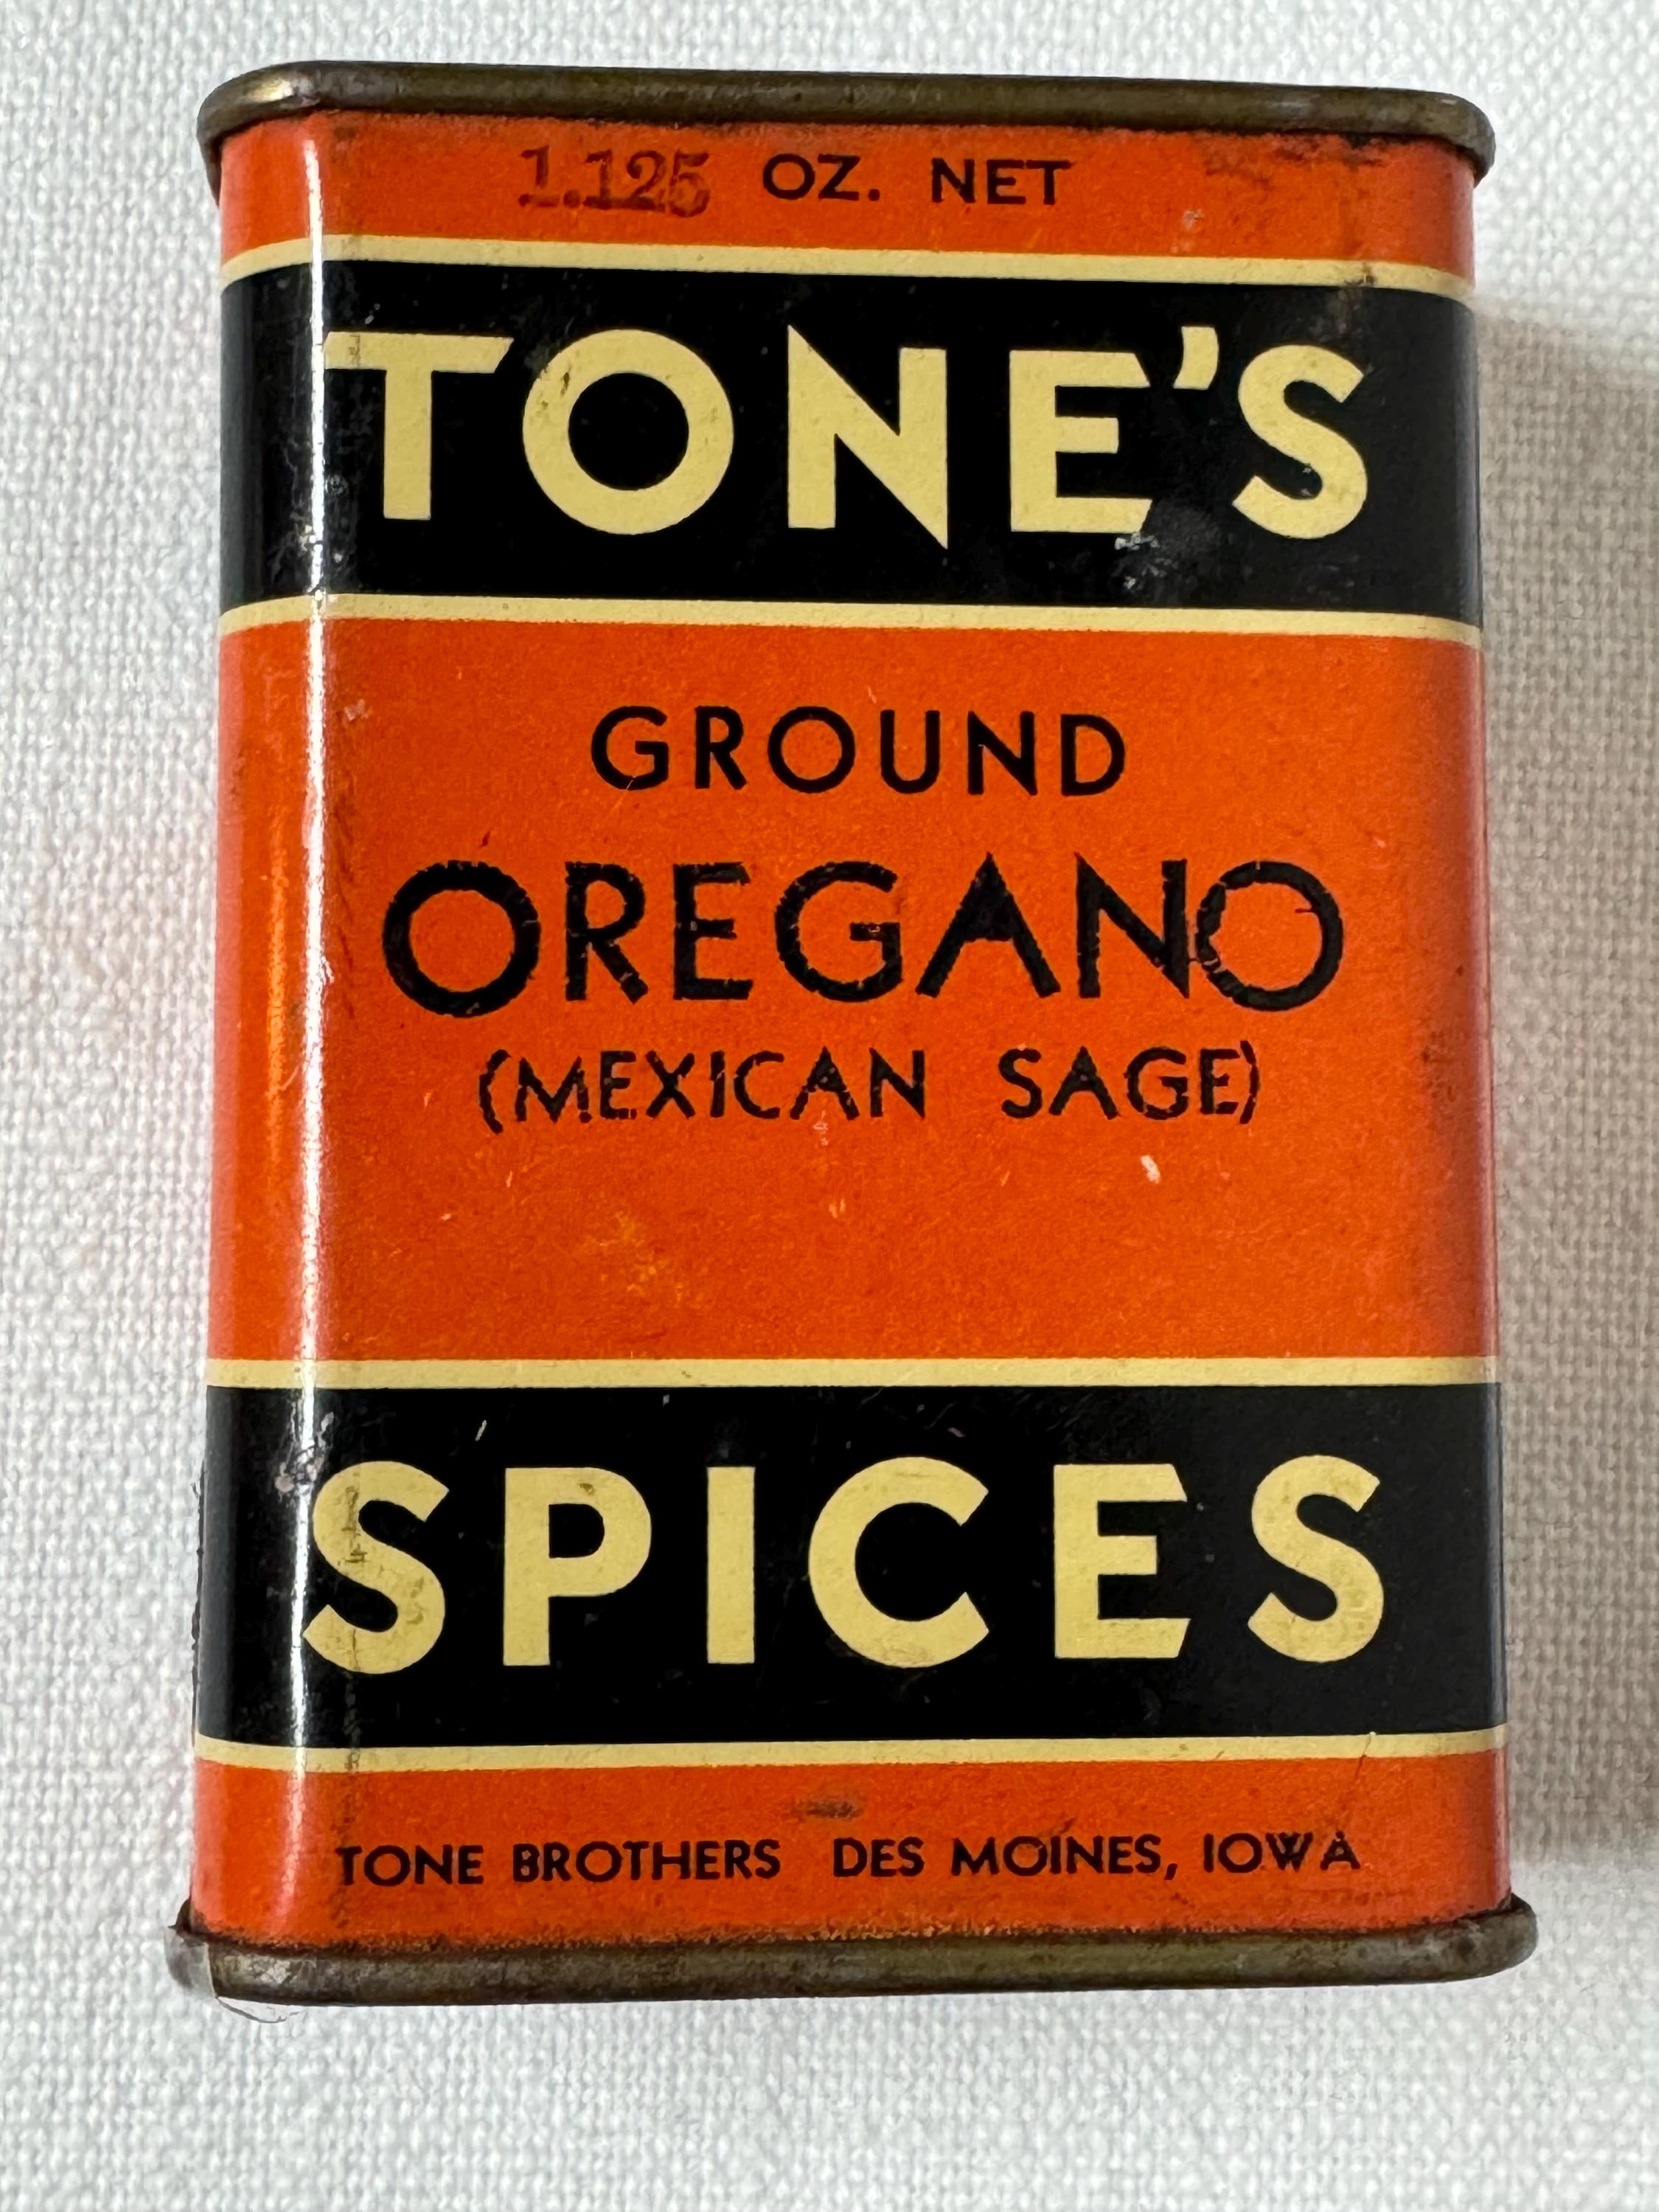 1.125 OZ. NET
TONE'S
GROUND
OREGANO
(MEXICAN SAGE)
SPICES
TONE BROTHERS DES MOINES, IOWA